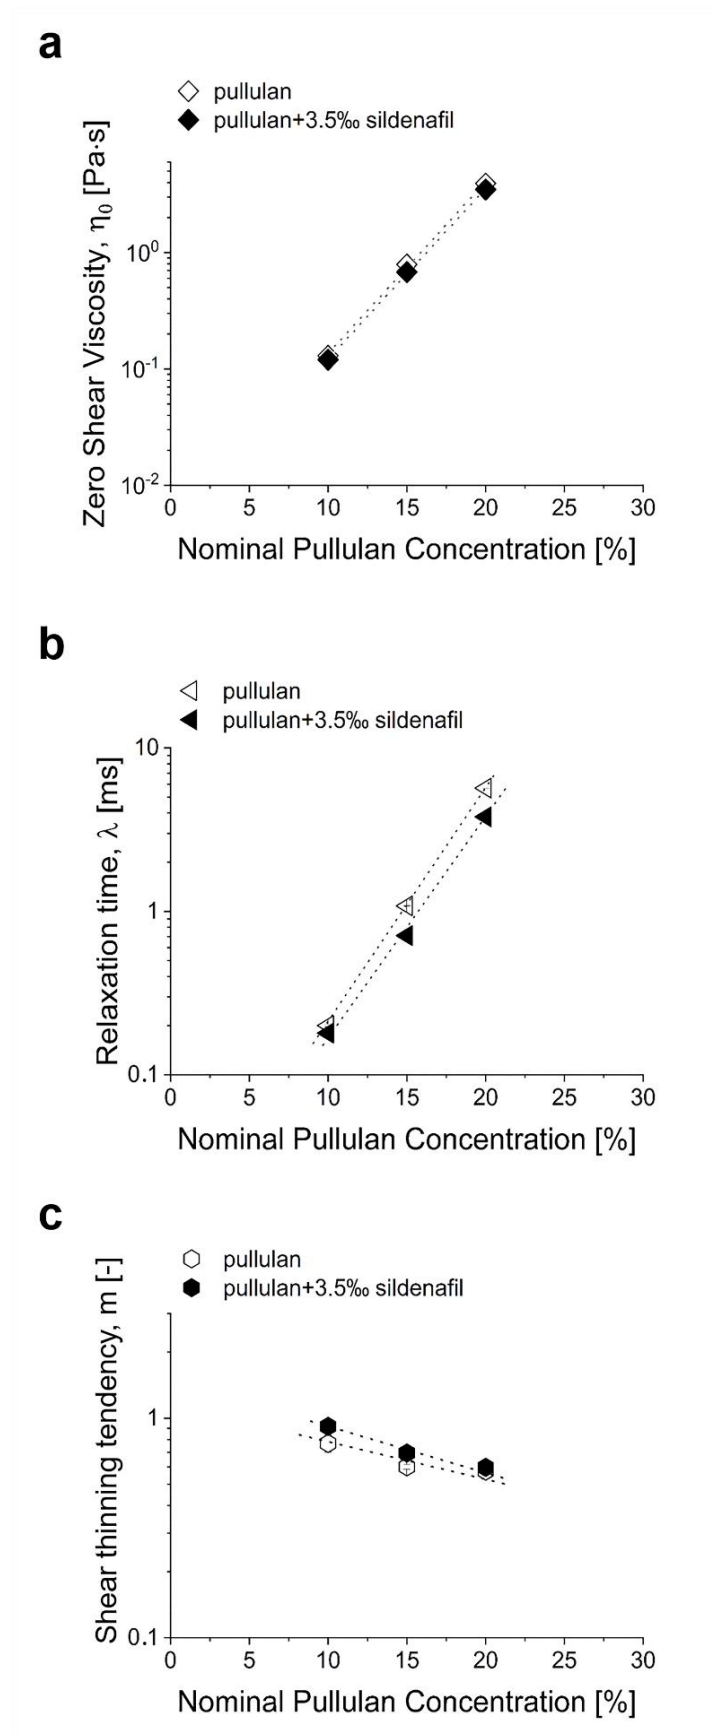 a
pullulan
pullulan+3.5‰ sildenafil
Zero Shear Viscosity, η₀ [Pa·s]
10⁰
10⁻¹
10⁻²
0 5 10 15 20 25 30
Nominal Pullulan Concentration [%]
b
pullulan
pullulan+3.5‰ sildenafil
Relaxation time, λ [ms]
10
1
0.1
0 5 10 15 20 25 30
Nominal Pullulan Concentration [%]
c
pullulan
pullulan+3.5‰ sildenafil
Shear thinning tendency, m [-]
1
0.1
0 5 10 15 20 25 30
Nominal Pullulan Concentration [%]